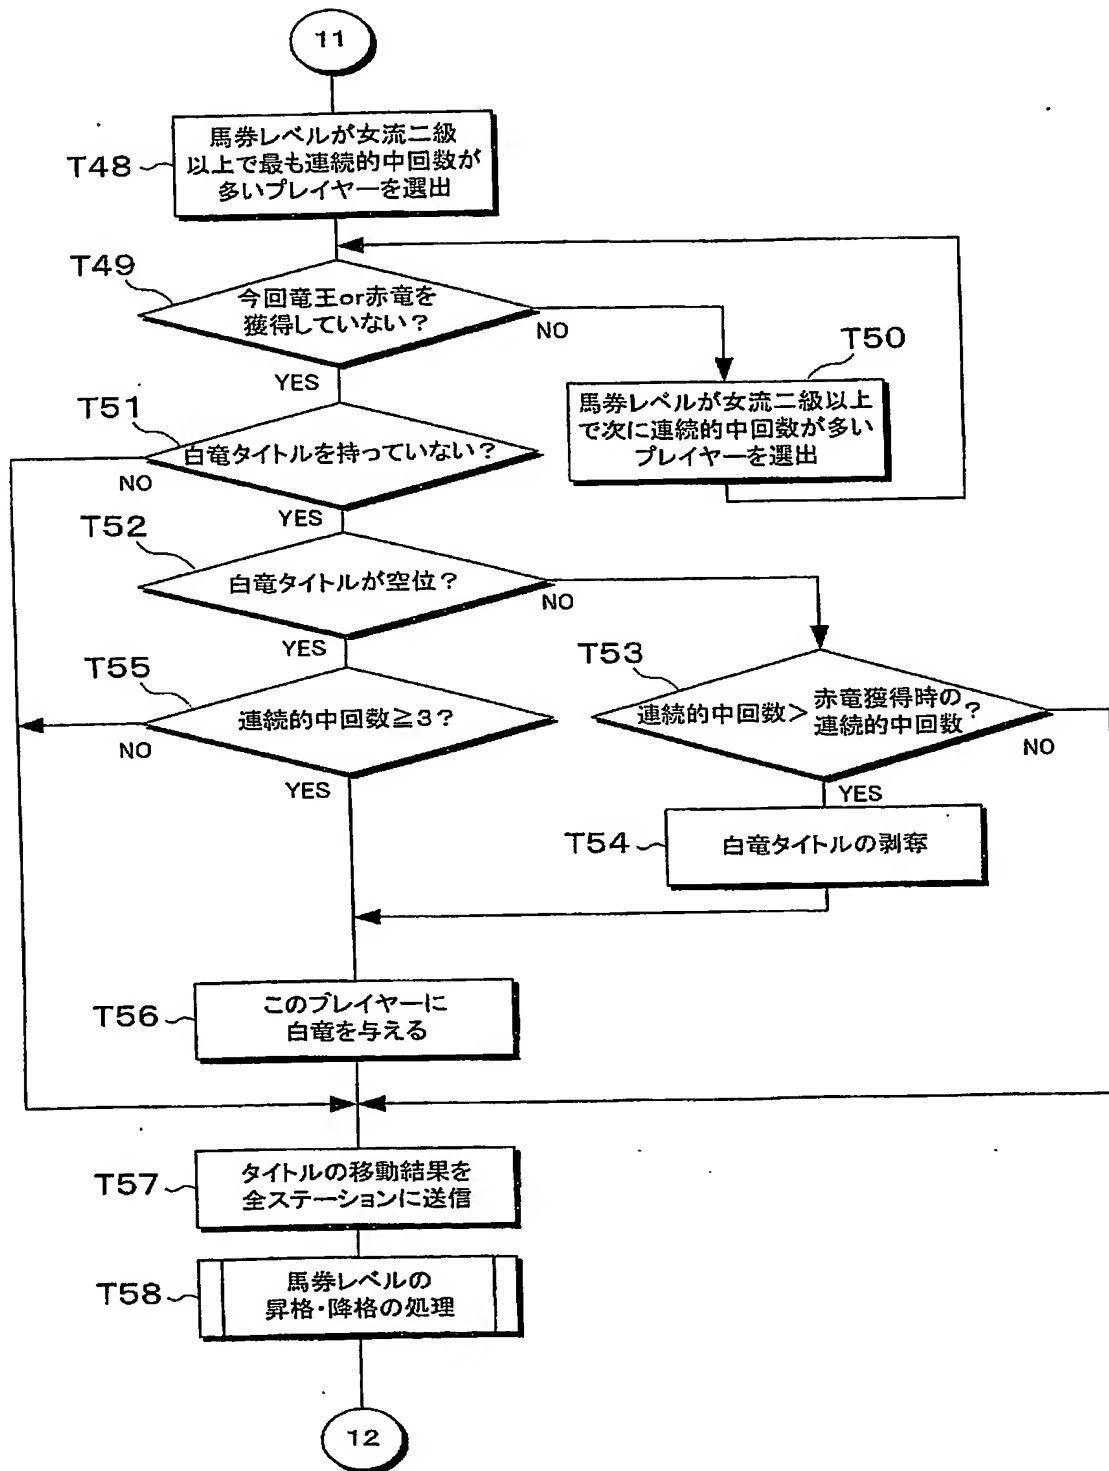 11
T48
馬券レベルが女流二級
以上で最も連続的中回数が
多いプレイヤーを選出
T49
今回竜王or赤竜を
獲得していない?
NO
YES
T50
馬券レベルが女流二級以上
で次に連続的中回数が多い
プレイヤーを選出
T51
白竜タイトルを持っていない?
NO
YES
T52
白竜タイトルが空位?
NO
YES
T53
連続的中回数> 赤竜獲得時の
連続的中回数 ?
NO
YES
T55
連続的中回数≧3?
NO
YES
T54
白竜タイトルの剥奪
T56
このプレイヤーに
白竜を与える
T57
タイトルの移動結果を
全ステーションに送信
T58
馬券レベルの
昇格・降格の処理
12